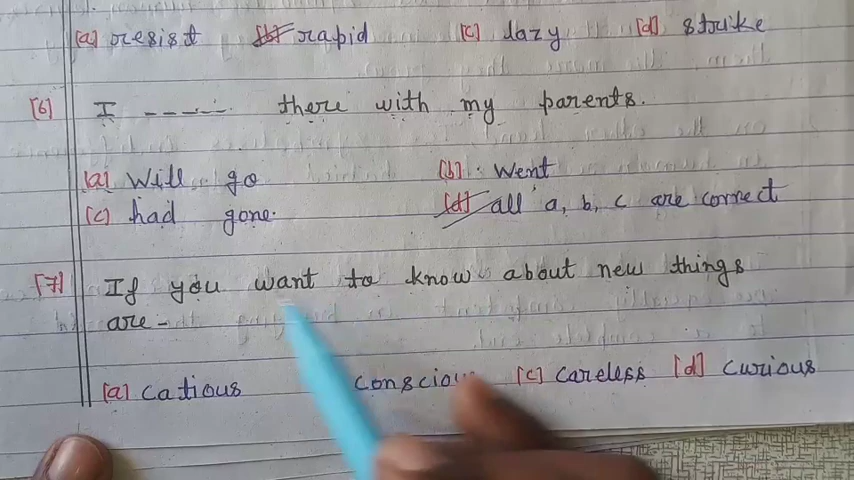 [a] resist [b] rapid [c] lazy [d] strike
[6] I ----- there with my parents.
[a] Will go [b] Went
[c] had gone. [d] all a, b, c are correct
[7] If you want to know about new things
are-
[a] catious conscious [c] careless [d] curious